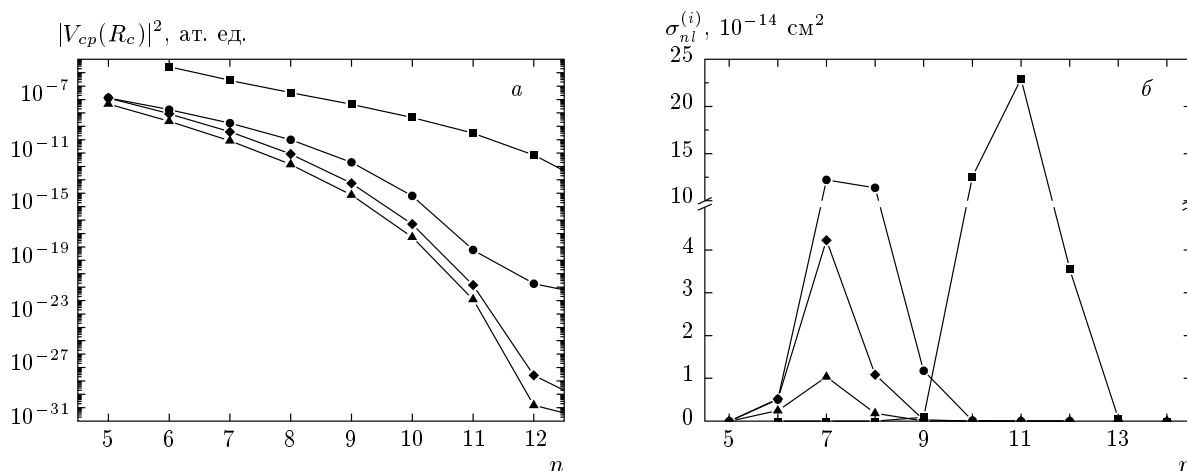 |V_{cp}(R_c)|^2, ат. ед.
10^{−7}
10^{−11}
10^{−15}
10^{−19}
10^{−23}
10^{−27}
10^{−31}
а
5 6 7 8 9 10 11 12
n
σ_{nl}^{(i)}, 10^{−14} см^2
25
20
15
10
4
3
2
1
0
б
5 7 9 11 13
n